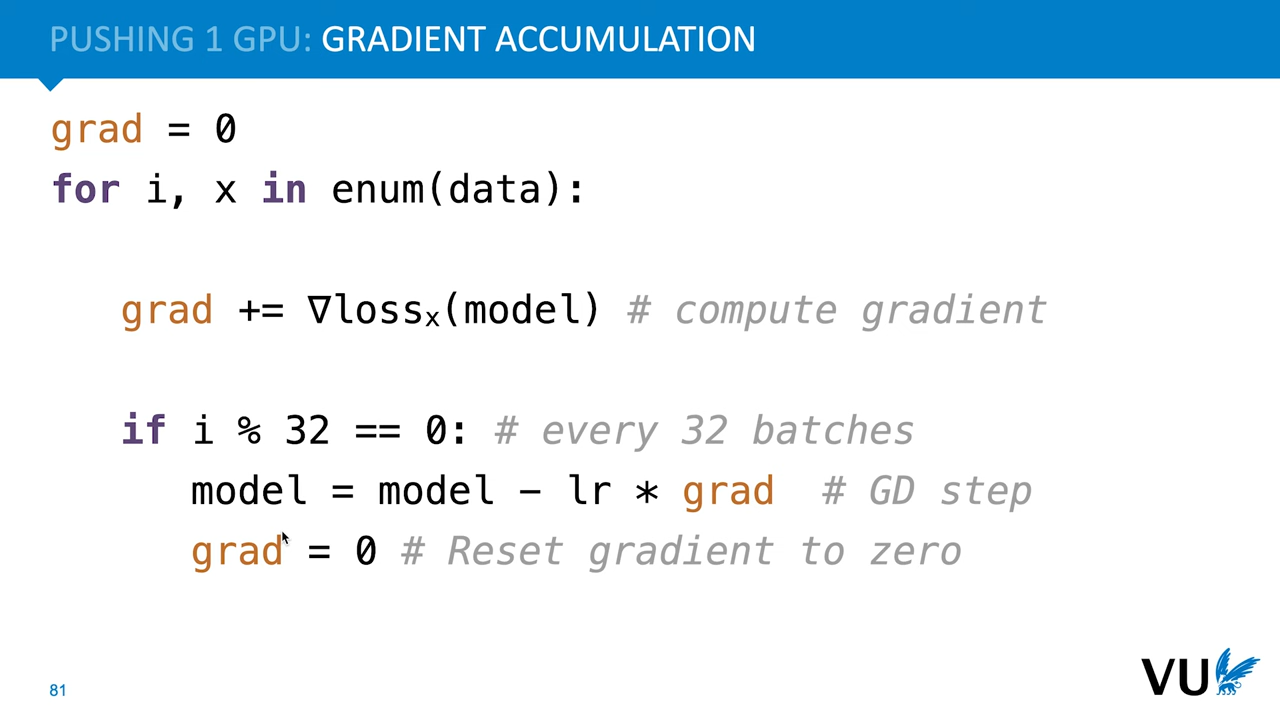 PUSHING 1 GPU: GRADIENT ACCUMULATION
grad = 0
for i, x in enum(data):
grad += ∇lossₓ(model) # compute gradient
if i % 32 == 0: # every 32 batches
model = model − lr * grad # GD step
grad = 0 # Reset gradient to zero
81
VU